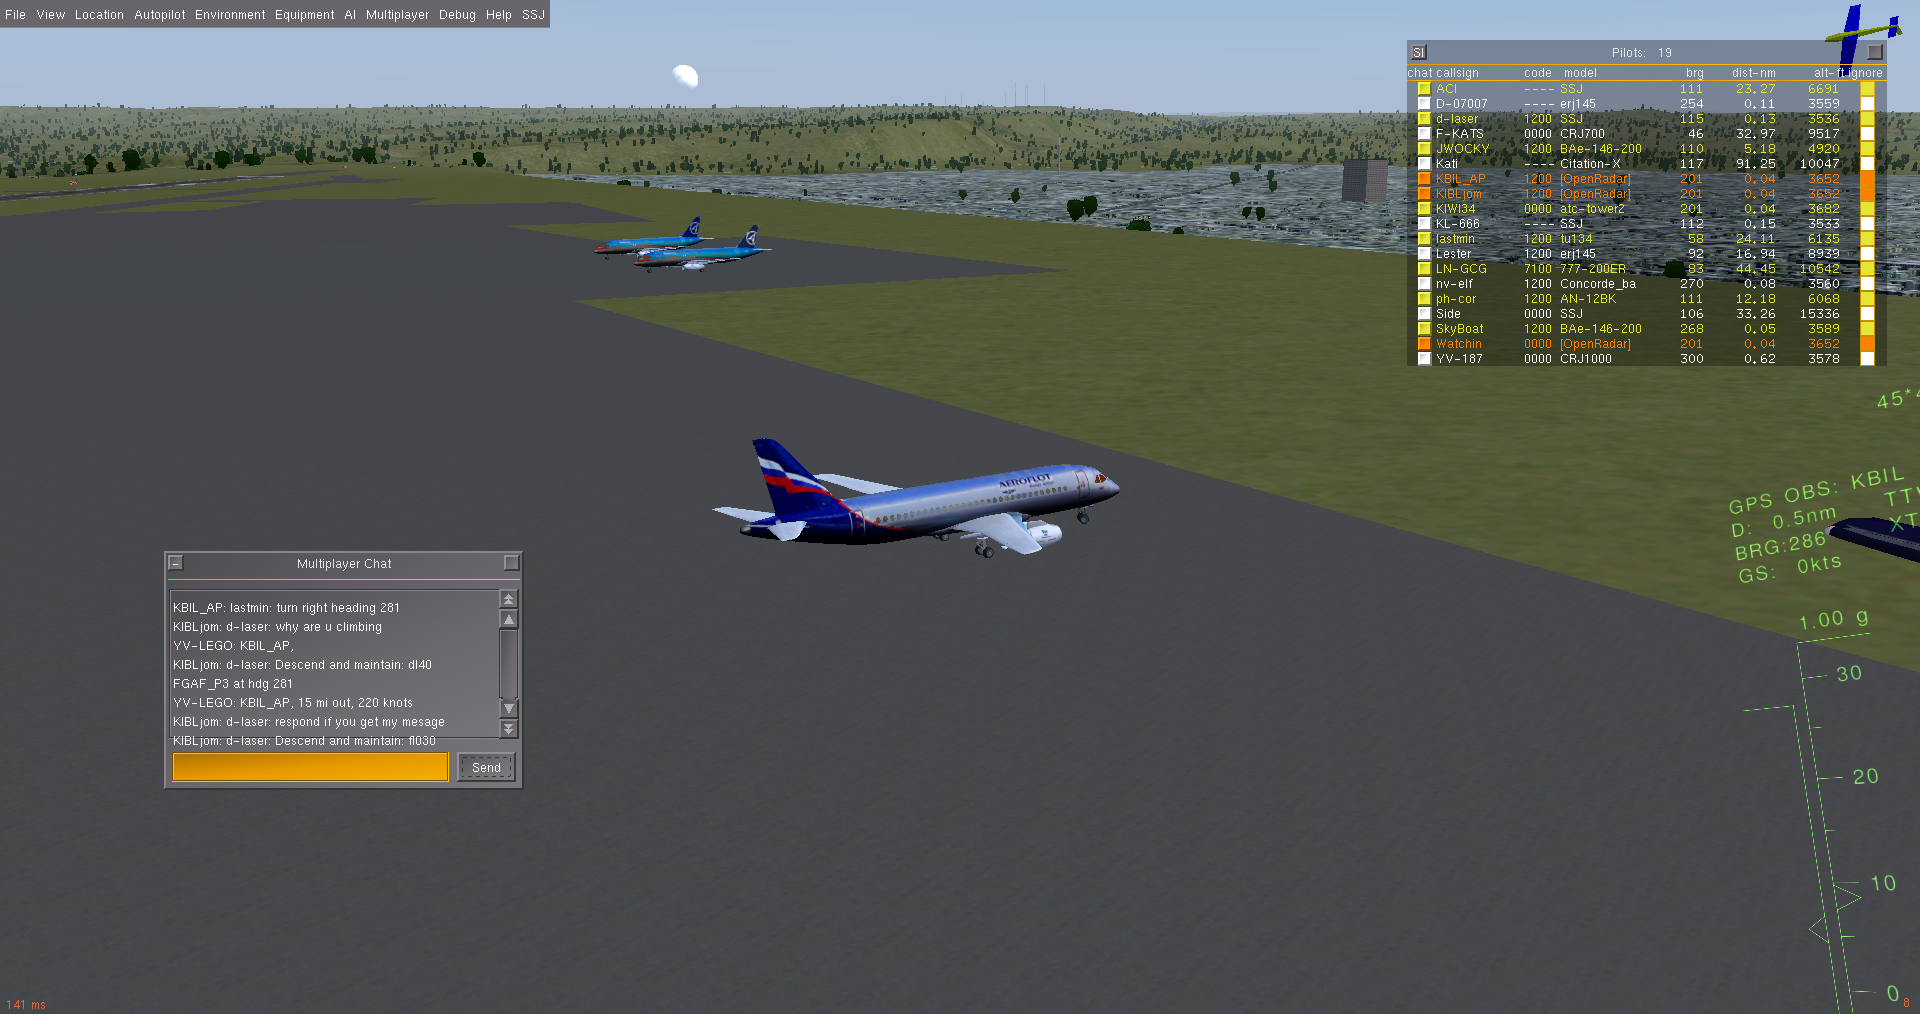 File View Location Autopilot Environment Equipment AI Multiplayer Debug Help SSJ
SI Pilots: 19
chat callsign code model brg dist-nm alt-ft ignore
ACI ---- SSJ 111 23.27 6691
D-07007 ---- erj145 254 0.11 3559
d-laser 1200 SSJ 115 0.13 3536
F-KATS 0000 CRJ700 46 32.97 9517
JWOCKY 1200 BAe-146-200 110 5.18 4920
Kati ---- Citation-X 117 91.25 10047
KBIL_AP 1200 [OpenRadar] 201 0.04 3652
KIBLjom 1200 [OpenRadar] 201 0.04 3652
KIWI34 0000 atc-tower2 201 0.04 3682
KL-666 ---- SSJ 112 0.15 3533
lastmin 1200 tu134 58 24.11 6135
Lester 1200 erj145 92 16.94 8939
LN-GCG 7100 777-200ER 83 44.45 10542
nv-elf 1200 Concorde_ba 270 0.08 3560
ph-cor 1200 AN-12BK 111 12.18 6068
Side 0000 SSJ 106 33.26 15336
SkyBoat 1200 BAe-146-200 268 0.05 3589
Watchin 0000 [OpenRadar] 201 0.04 3652
YV-187 0000 CRJ1000 300 0.62 3578
45*
GPS OBS: KBIL
D: 0.5nm TT
BRG:286 XT
GS: 0kts
1.00 g
30
20
10
0
AEROFLOT
Multiplayer Chat
KBIL_AP: lastmin: turn right heading 281
KIBLjom: d-laser: why are u climbing
YV-LEGO: KBIL_AP,
KIBLjom: d-laser: Descend and maintain: dl40
FGAF_P3 at hdg 281
YV-LEGO: KBIL_AP, 15 mi out, 220 knots
KIBLjom: d-laser: respond if you get my mesage
KIBLjom: d-laser: Descend and maintain: fl030
Send
141 ms
8